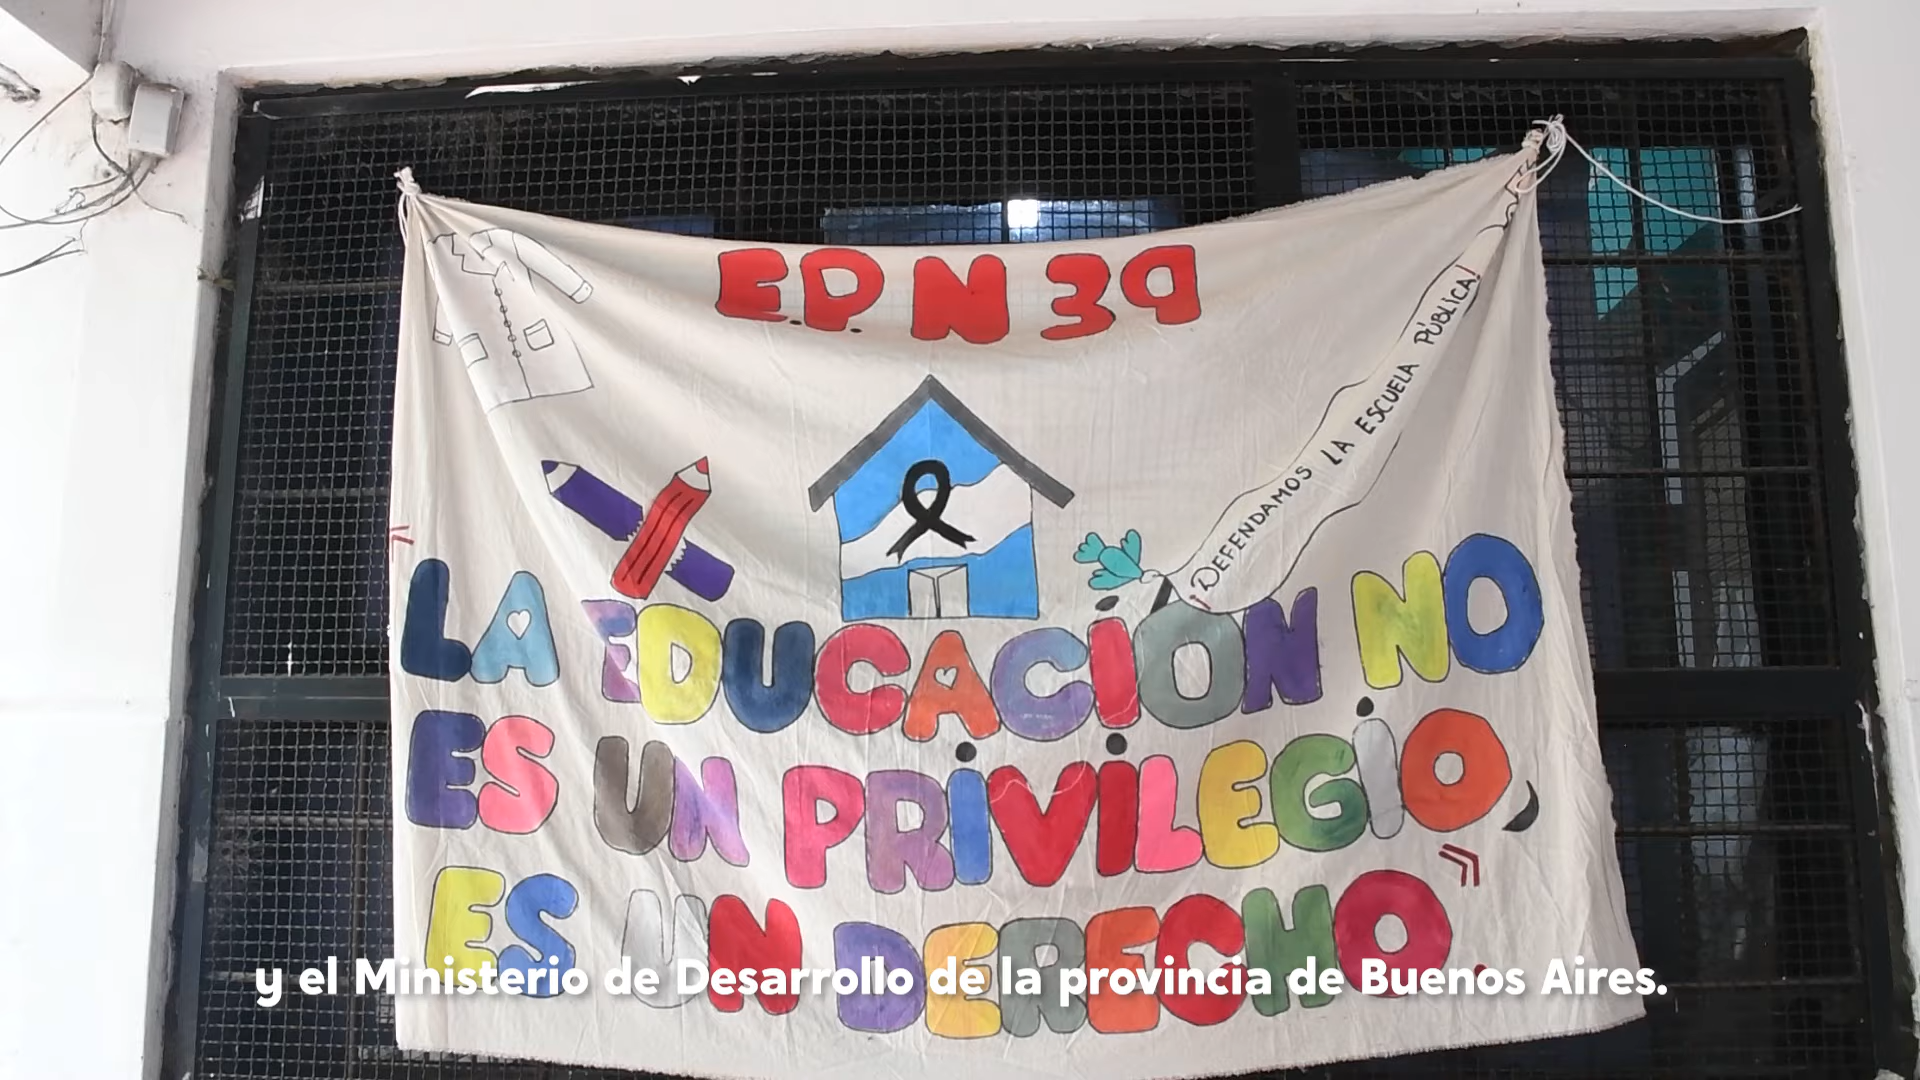 E.P. N 39
¡DEFENDAMOS LA ESCUELA PÚBLICA!
"LA EDUCACIÓN NO
ES UN PRIVILEGIO,
ES UN DERECHO."
y el Ministerio de Desarrollo de la provincia de Buenos Aires.